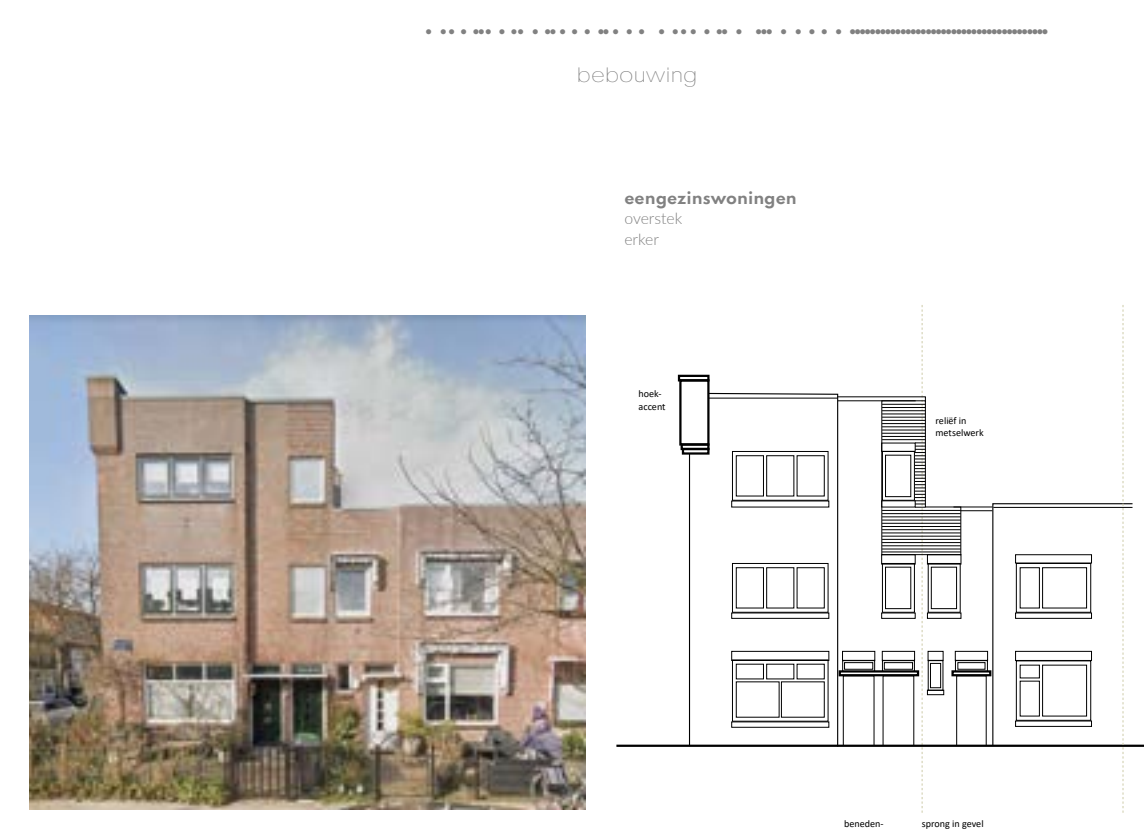 bebouwing
eengezinswoningen
overstek
erker
hoek-
accent
reliëf in
metselwerk
beneden-
sprong in gevel